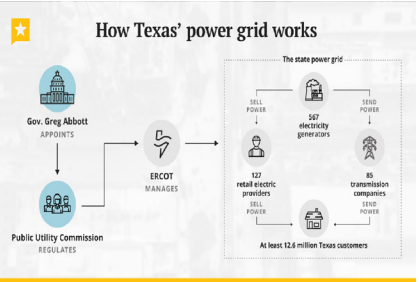 How Texas' power grid works
Gov. Greg Abbott
APPOINTS
Public Utility Commission
REGULATES
ERCOT
MANAGES
The state power grid
SELL
POWER
567
electricity
generators
SEND
POWER
127
retail electric
providers
85
transmission
companies
SELL
POWER
SEND
POWER
At least 12.6 million Texas customers